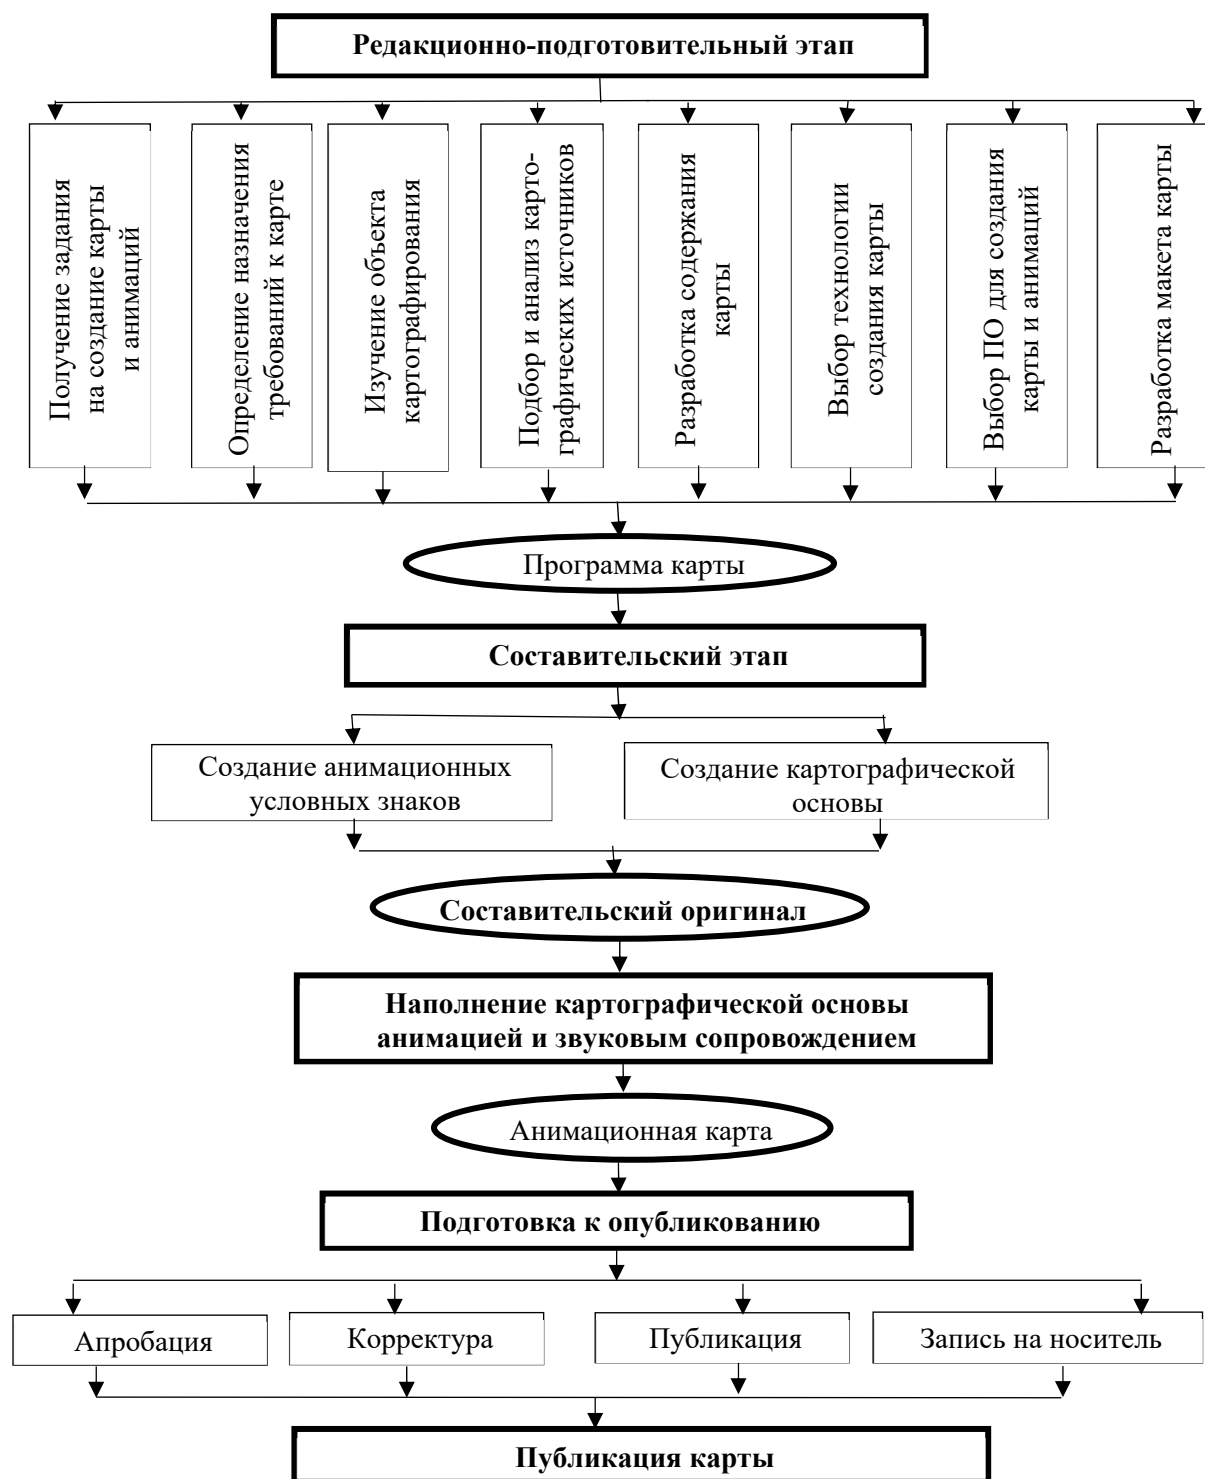 Редакционно-подготовительный этап
Получение задания
на создание карты
и анимаций
Определение назначения
требований к карте
Изучение объекта
картографирования
Подбор и анализ карто-
графических источников
Разработка содержания
карты
Выбор технологии
создания карты
Выбор ПО для создания
карты и анимаций
Разработка макета карты
Программа карты
Составительский этап
Создание анимационных
условных знаков
Создание картографической
основы
Составительский оригинал
Наполнение картографической основы
анимацией и звуковым сопровождением
Анимационная карта
Подготовка к опубликованию
Апробация
Корректура
Публикация
Запись на носитель
Публикация карты